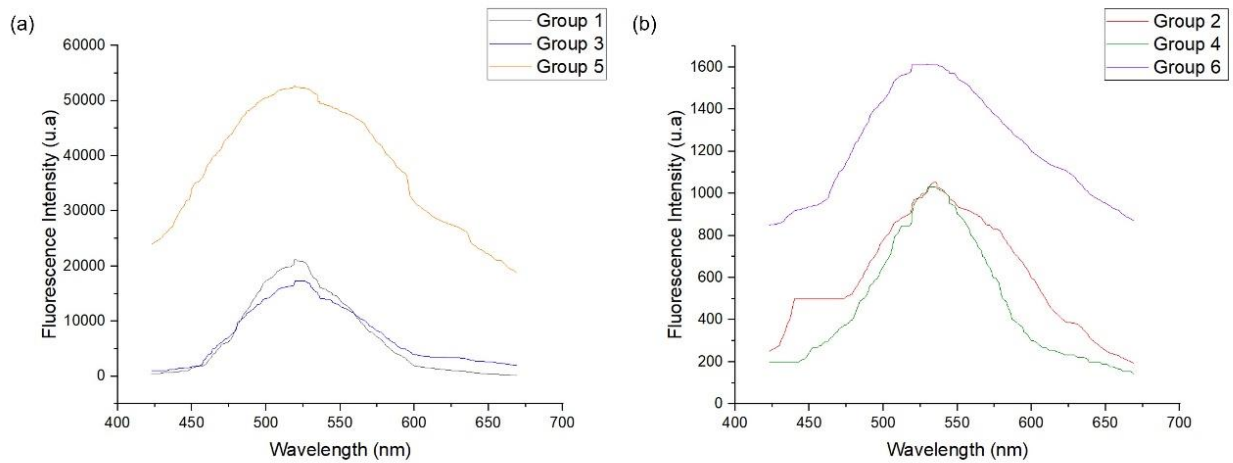 (a)
Group 1
Group 3
Group 5
60000
50000
40000
30000
20000
10000
0
Fluorescence Intensity (u.a)
400 450 500 550 600 650 700
Wavelength (nm)
(b)
Group 2
Group 4
Group 6
1600
1400
1200
1000
800
600
400
200
0
Fluorescence Intensity (u.a)
400 450 500 550 600 650 700
Wavelength (nm)